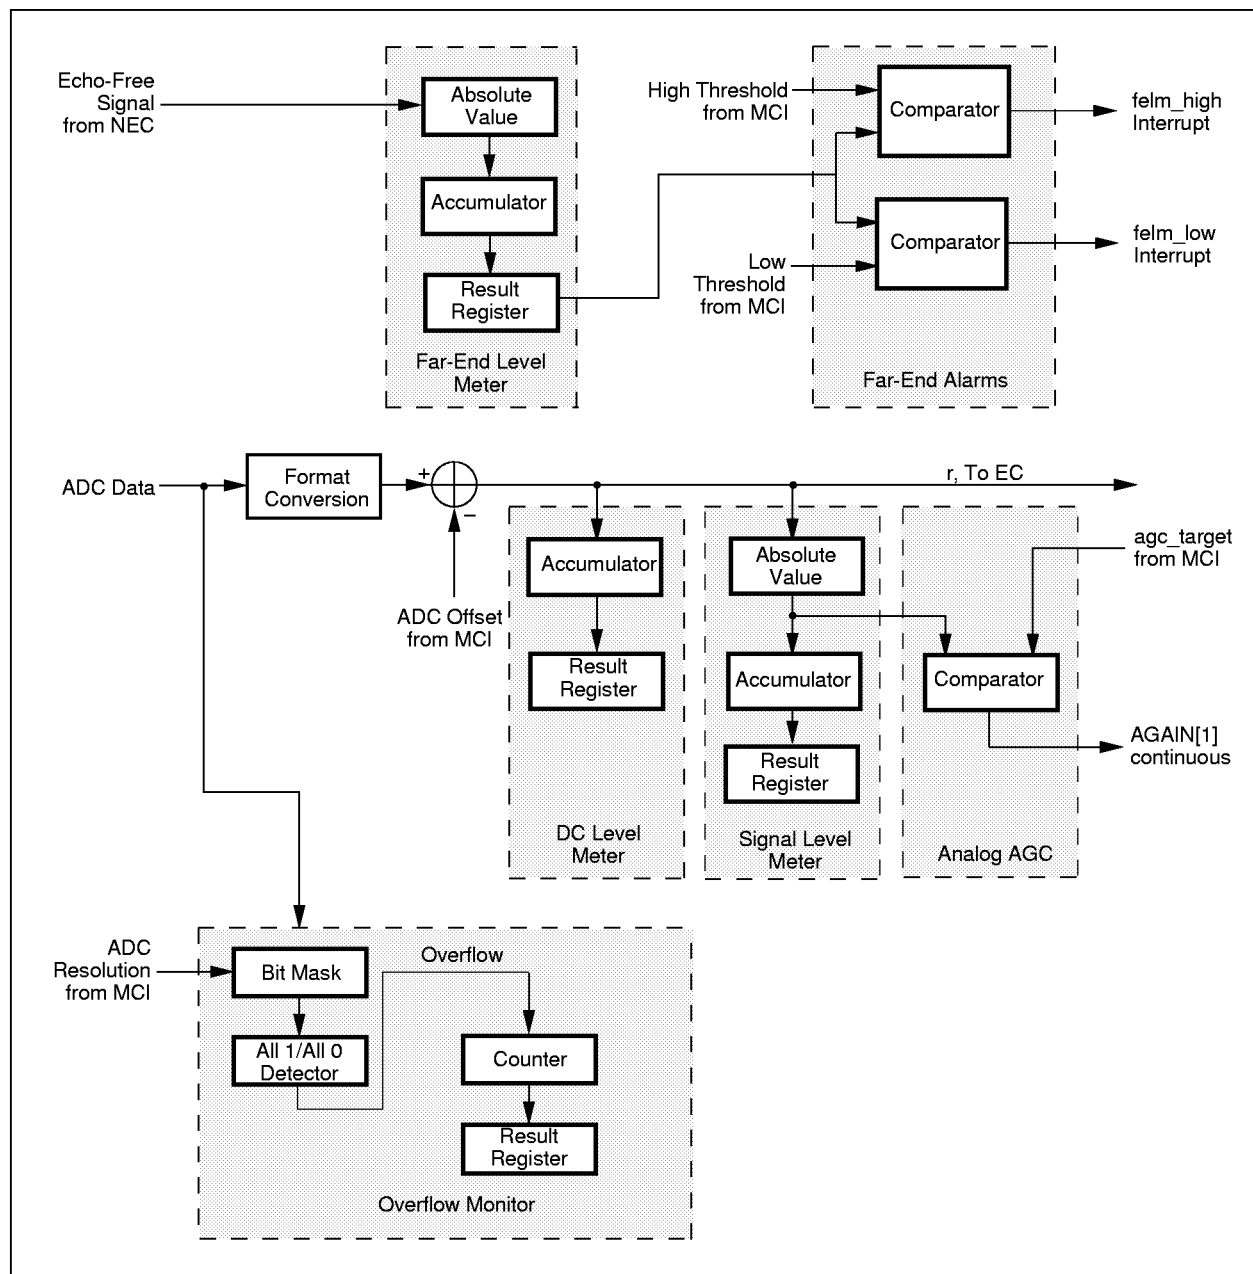 Echo-Free
Signal
from NEC
Absolute
Value
Accumulator
Result
Register
Far-End Level
Meter
High Threshold
from MCI
Comparator
felm_high
Interrupt
Comparator
felm_low
Interrupt
Low
Threshold
from MCI
Far-End Alarms
ADC Data
Format
Conversion
+
−
ADC Offset
from MCI
r, To EC
Accumulator
Result
Register
DC Level
Meter
Absolute
Value
Accumulator
Result
Register
Signal Level
Meter
agc_target
from MCI
Comparator
AGAIN[1]
continuous
Analog AGC
ADC
Resolution
from MCI
Bit Mask
All 1/All 0
Detector
Overflow
Counter
Result
Register
Overflow Monitor